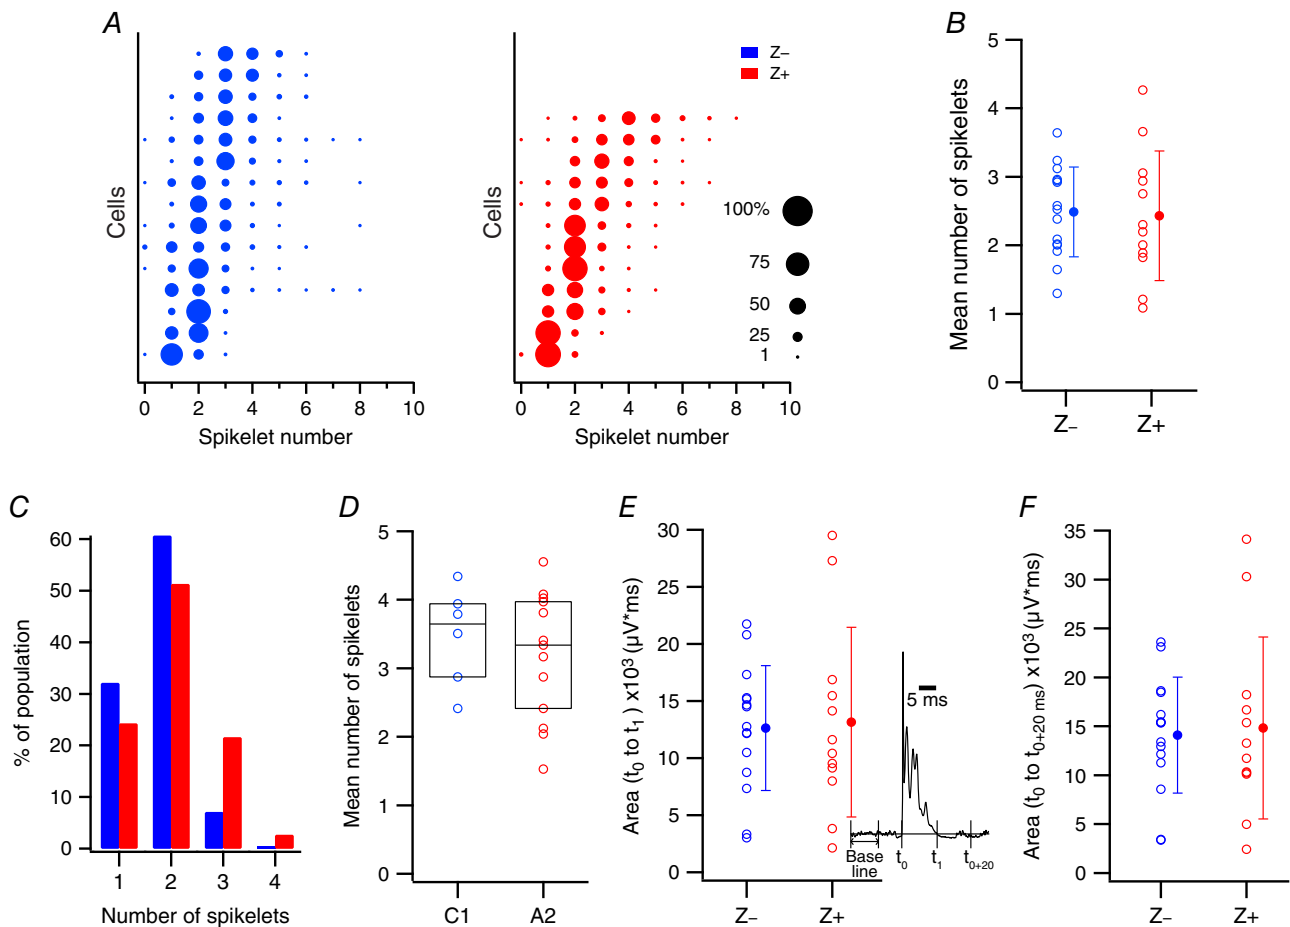 A
Cells
0 2 4 6 8 10
Spikelet number
Z−
Z+
Cells
100%
75
50
25
1
0 2 4 6 8 10
Spikelet number
B
Mean number of spikelets
5
4
3
2
1
0
Z− Z+
C
% of population
60
50
40
30
20
10
0
1 2 3 4
Number of spikelets
D
Mean number of spikelets
5
4
3
2
1
0
C1 A2
E
Area (t0 to t1 ) x10³ (µV*ms)
30
25
20
15
10
5
0
5 ms
Base
line
t0 t1 t0+20
Z− Z+
F
Area (t0 to t0+20 ms) x10³ (µV*ms)
35
30
25
20
15
10
5
0
Z− Z+